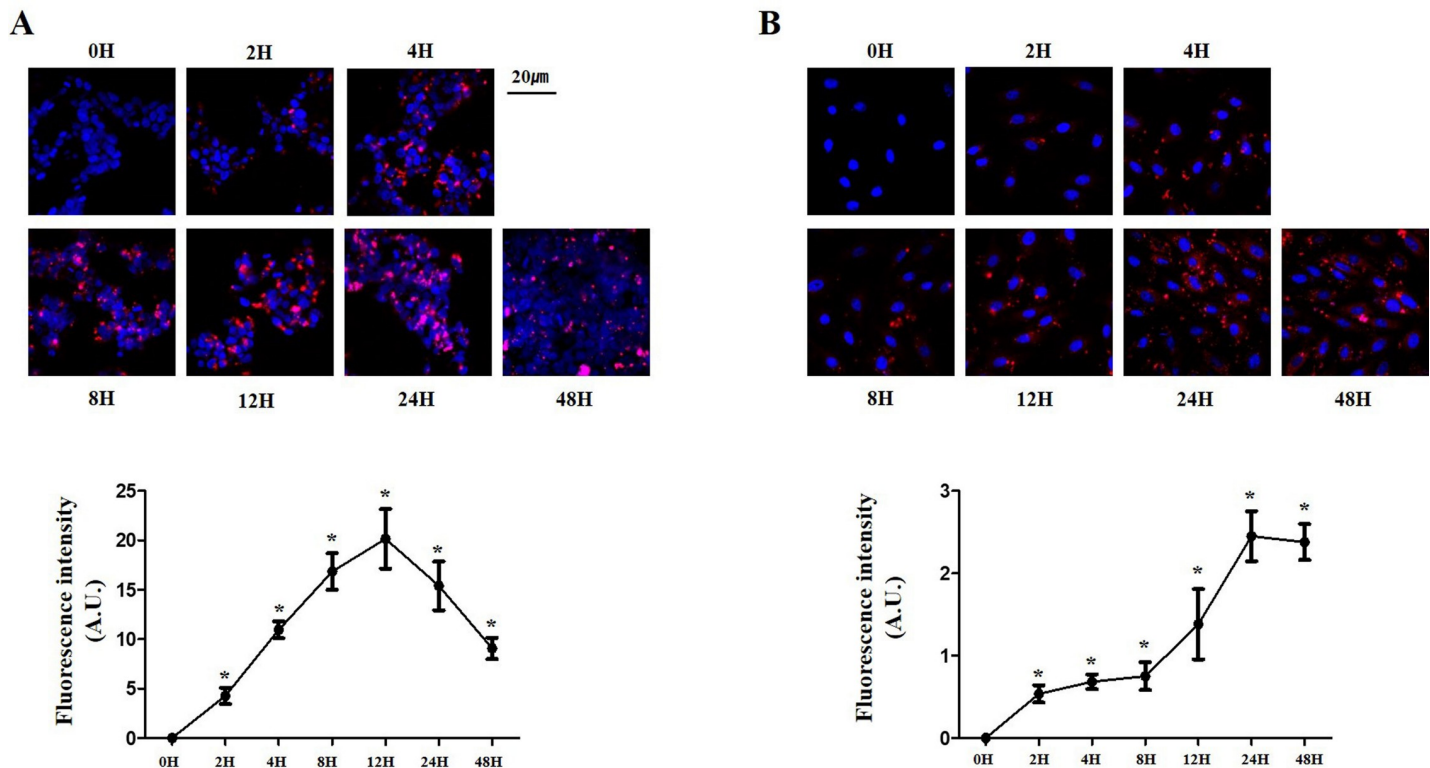 A
0H 2H 4H
20㎛
8H 12H 24H 48H
B
0H 2H 4H
8H 12H 24H 48H
Fluorescence intensity
(A.U.)
25
20
15
10
5
0
* * * * * *
0H 2H 4H 8H 12H 24H 48H
Fluorescence intensity
(A.U.)
3
2
1
0
* * * * * *
0H 2H 4H 8H 12H 24H 48H